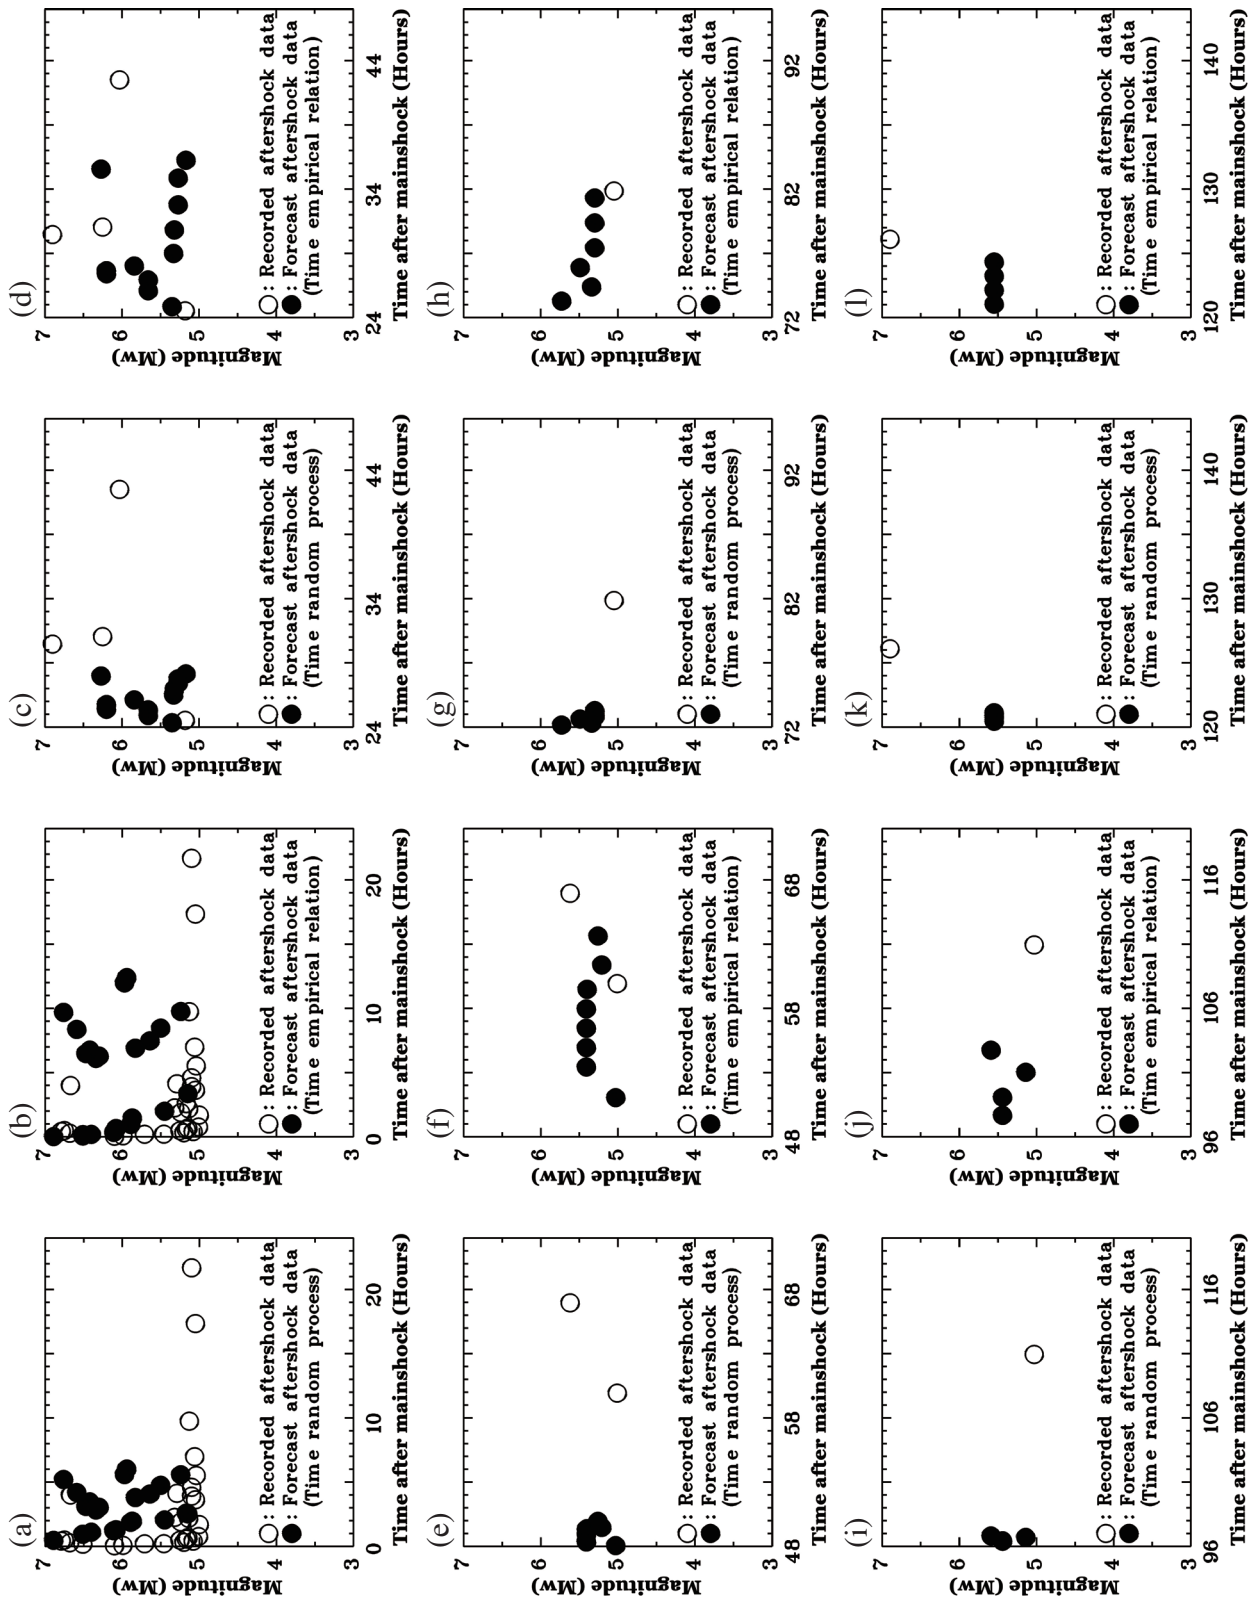 (a)
7
6
5
4
3
Magnitude (Mw)
: Recorded aftershock data
: Forecast aftershock data
(Time random process)
0 10 20
Time after mainshock (Hours)
(b)
7
6
5
4
3
Magnitude (Mw)
: Recorded aftershock data
: Forecast aftershock data
(Time empirical relation)
0 10 20
Time after mainshock (Hours)
(c)
7
6
5
4
3
Magnitude (Mw)
: Recorded aftershock data
: Forecast aftershock data
(Time random process)
24 34 44
Time after mainshock (Hours)
(d)
7
6
5
4
3
Magnitude (Mw)
: Recorded aftershock data
: Forecast aftershock data
(Time empirical relation)
24 34 44
Time after mainshock (Hours)
(e)
7
6
5
4
3
Magnitude (Mw)
: Recorded aftershock data
: Forecast aftershock data
(Time random process)
48 58 68
Time after mainshock (Hours)
(f)
7
6
5
4
3
Magnitude (Mw)
: Recorded aftershock data
: Forecast aftershock data
(Time empirical relation)
48 58 68
Time after mainshock (Hours)
(g)
7
6
5
4
3
Magnitude (Mw)
: Recorded aftershock data
: Forecast aftershock data
(Time random process)
72 82 92
Time after mainshock (Hours)
(h)
7
6
5
4
3
Magnitude (Mw)
: Recorded aftershock data
: Forecast aftershock data
(Time empirical relation)
72 82 92
Time after mainshock (Hours)
(i)
7
6
5
4
3
Magnitude (Mw)
: Recorded aftershock data
: Forecast aftershock data
(Time random process)
96 106 116
Time after mainshock (Hours)
(j)
7
6
5
4
3
Magnitude (Mw)
: Recorded aftershock data
: Forecast aftershock data
(Time empirical relation)
96 106 116
Time after mainshock (Hours)
(k)
7
6
5
4
3
Magnitude (Mw)
: Recorded aftershock data
: Forecast aftershock data
(Time random process)
120 130 140
Time after mainshock (Hours)
(l)
7
6
5
4
3
Magnitude (Mw)
: Recorded aftershock data
: Forecast aftershock data
(Time empirical relation)
120 130 140
Time after mainshock (Hours)